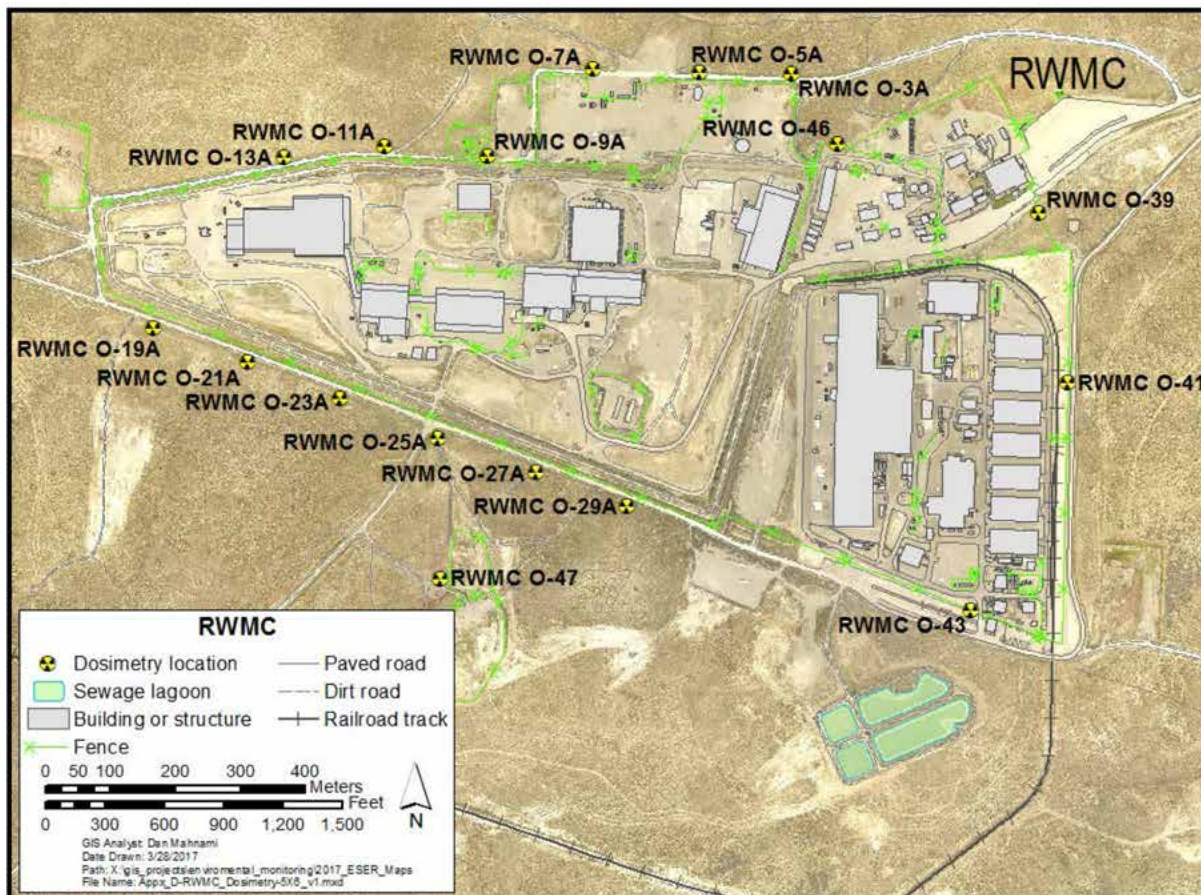 RWMC O-7A
RWMC O-5A
RWMC
RWMC O-3A
RWMC O-11A
RWMC O-46
RWMC O-13A
RWMC O-9A
RWMC O-39
RWMC O-19A
RWMC O-21A
RWMC O-41
RWMC O-23A
RWMC O-25A
RWMC O-27A
RWMC O-29A
RWMC O-47
RWMC O-43
RWMC
Dosimetry location
Paved road
Sewage lagoon
Dirt road
Building or structure
Railroad track
Fence
0 50 100 200 300 400
Meters
Feet
0 300 600 900 1,200 1,500
N
GIS Analyst: Dan Mahnami
Date Drawn: 3/28/2017
Path: X:\gis_projects\enviromental_monitoring\2017_ESER_Maps
File Name: Appx_D-RWMC_Dosimetry-5X6_v1.mxd